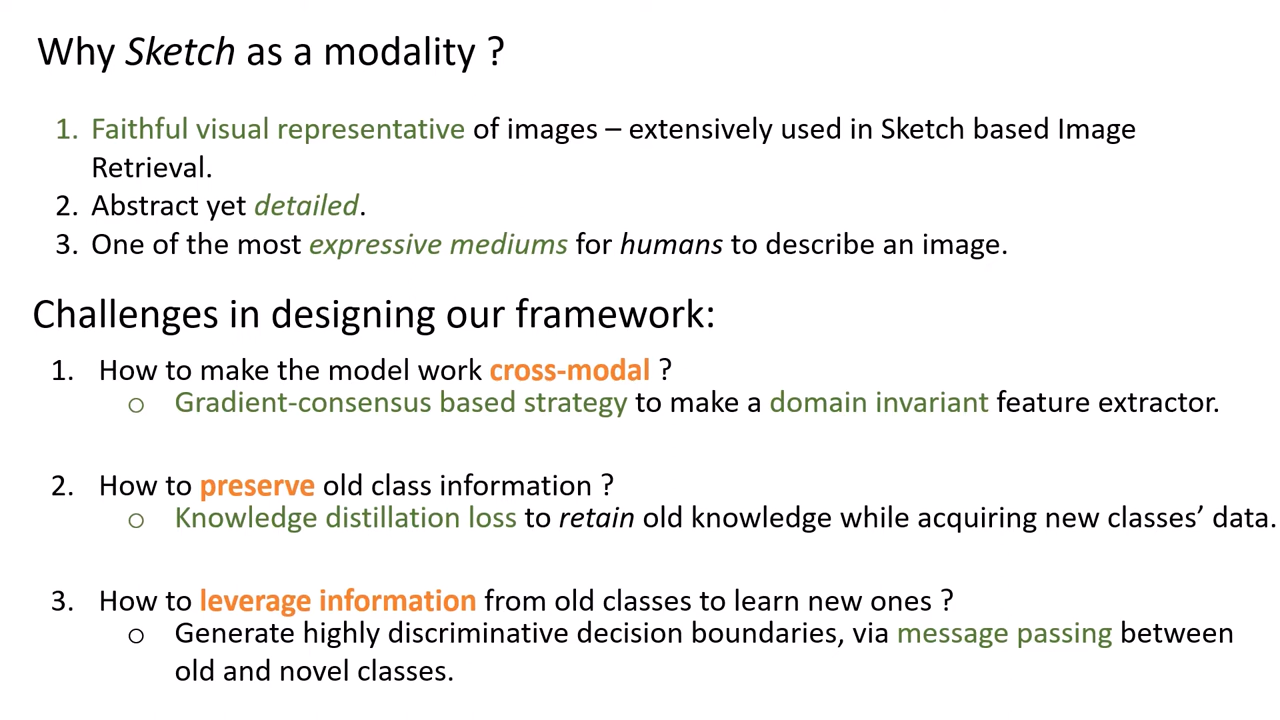 Why Sketch as a modality ?
1. Faithful visual representative of images – extensively used in Sketch based Image
Retrieval.
2. Abstract yet detailed.
3. One of the most expressive mediums for humans to describe an image.
Challenges in designing our framework:
1. How to make the model work cross-modal ?
o Gradient-consensus based strategy to make a domain invariant feature extractor.
2. How to preserve old class information ?
o Knowledge distillation loss to retain old knowledge while acquiring new classes’ data.
3. How to leverage information from old classes to learn new ones ?
o Generate highly discriminative decision boundaries, via message passing between
old and novel classes.